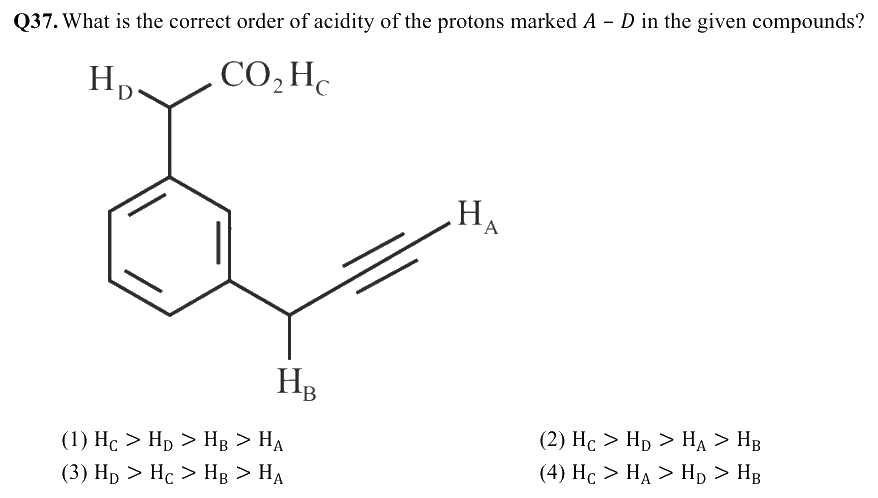 Q37. What is the correct order of acidity of the protons marked A – D in the given compounds?
H_D CO₂H_C
H_A
H_B
(1) H_C > H_D > H_B > H_A (2) H_C > H_D > H_A > H_B
(3) H_D > H_C > H_B > H_A (4) H_C > H_A > H_D > H_B